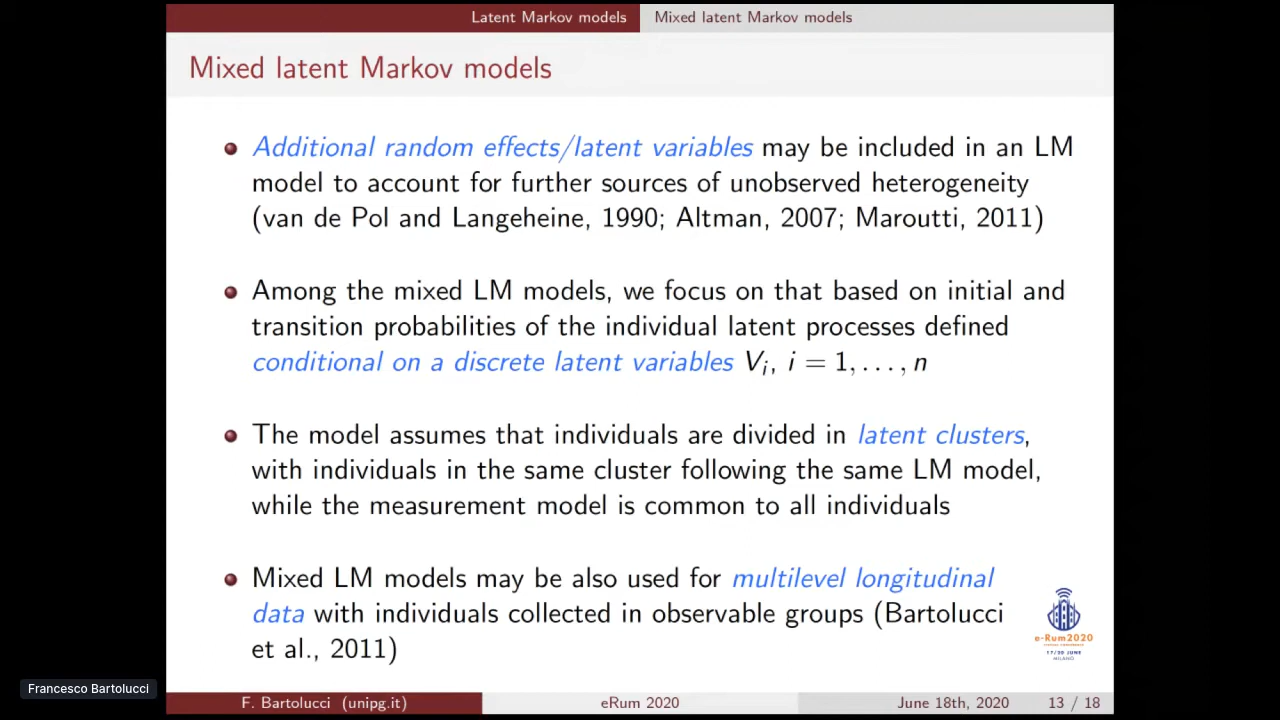 Latent Markov models Mixed latent Markov models
Mixed latent Markov models
Additional random effects/latent variables may be included in an LM
model to account for further sources of unobserved heterogeneity
(van de Pol and Langeheine, 1990; Altman, 2007; Maroutti, 2011)
Among the mixed LM models, we focus on that based on initial and
transition probabilities of the individual latent processes defined
conditional on a discrete latent variables Vi, i = 1, . . . , n
The model assumes that individuals are divided in latent clusters,
with individuals in the same cluster following the same LM model,
while the measurement model is common to all individuals
Mixed LM models may be also used for multilevel longitudinal
data with individuals collected in observable groups (Bartolucci
et al., 2011)
e-Rum2020
17/20 JUNE
MILANO
Francesco Bartolucci
F. Bartolucci (unipg.it) eRum 2020 June 18th, 2020 13 / 18